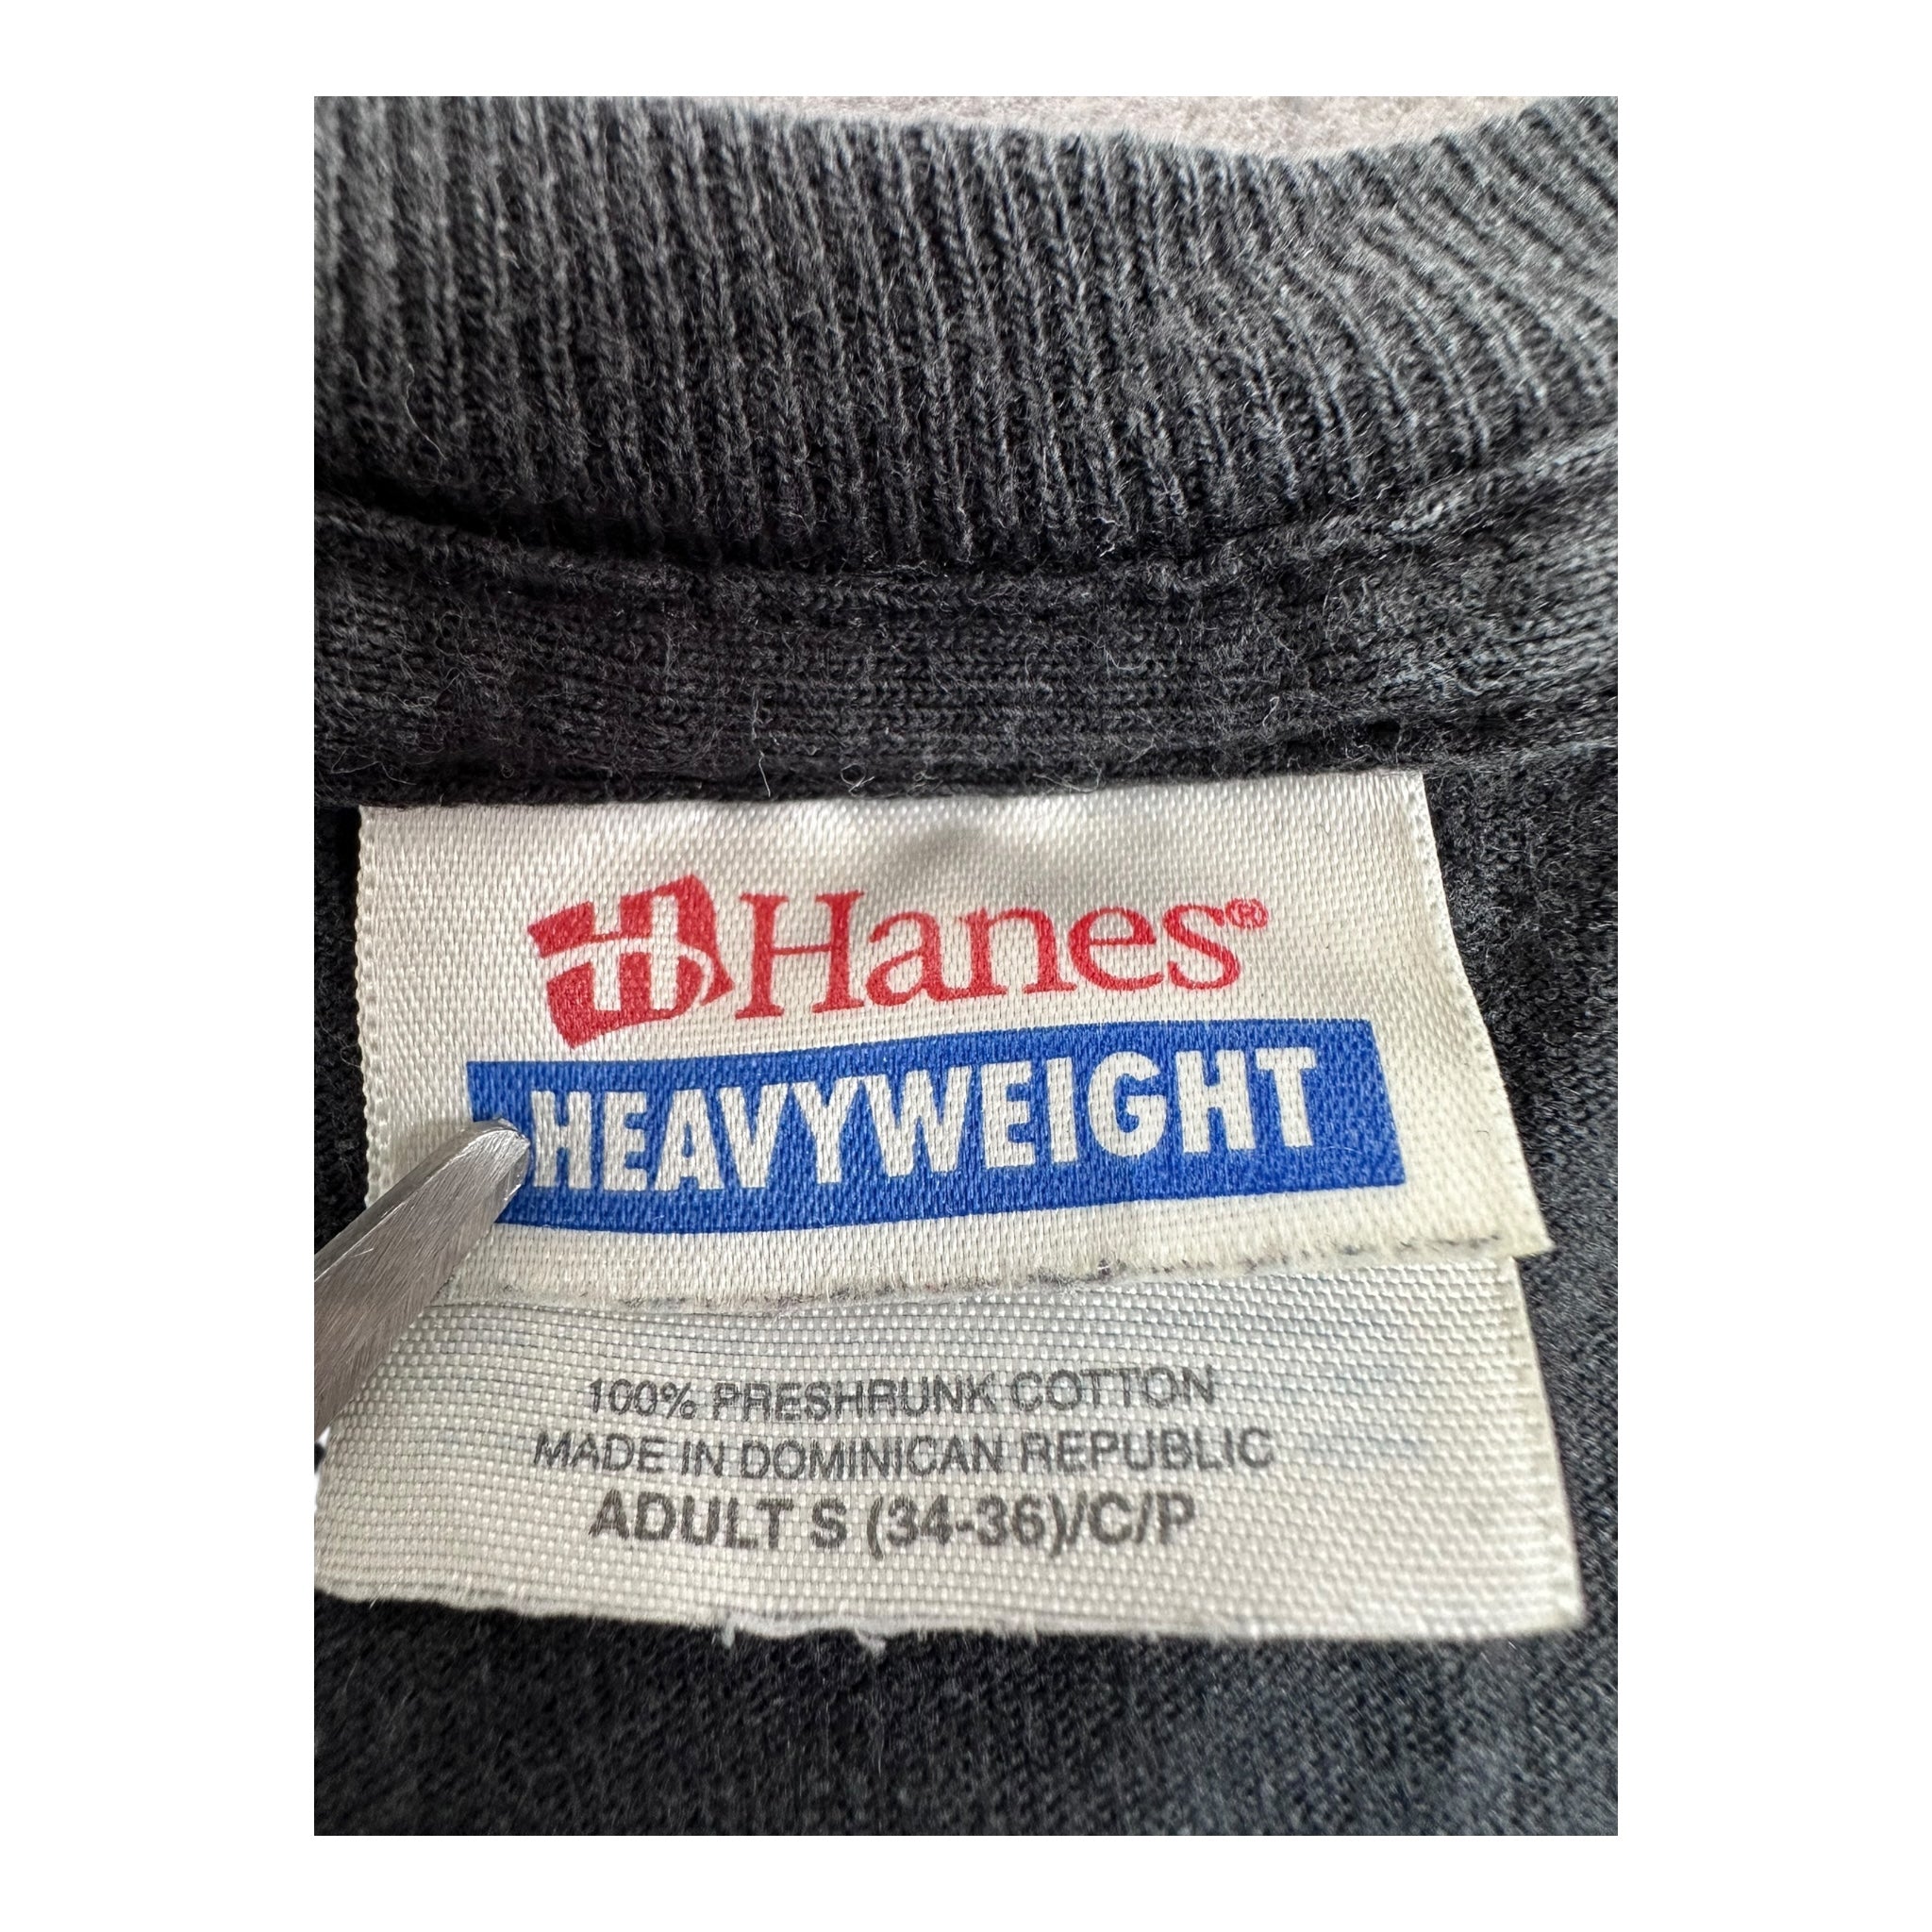 H Hanes®
HEAVYWEIGHT
100% PRESHRUNK COTTON
MADE IN DOMINICAN REPUBLIC
ADULT S (34-36)/C/P